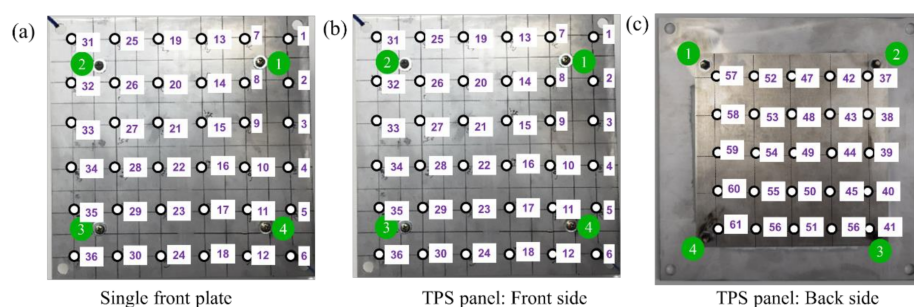 (a)
31 25 19 13 7 1
2 1
32 26 20 14 8 2
33 27 21 15 9 3
34 28 22 16 10 4
35 29 23 17 11 5
3 4
36 30 24 18 12 6
Single front plate
(b)
31 25 19 13 7 1
2 1
32 26 20 14 8 2
33 27 21 15 9 3
34 28 22 16 10 4
35 29 23 17 11 5
3 4
36 30 24 18 12 6
TPS panel: Front side
(c)
1 2
57 52 47 42 37
58 53 48 43 38
59 54 49 44 39
60 55 50 45 40
61 56 51 56 41
4 3
TPS panel: Back side